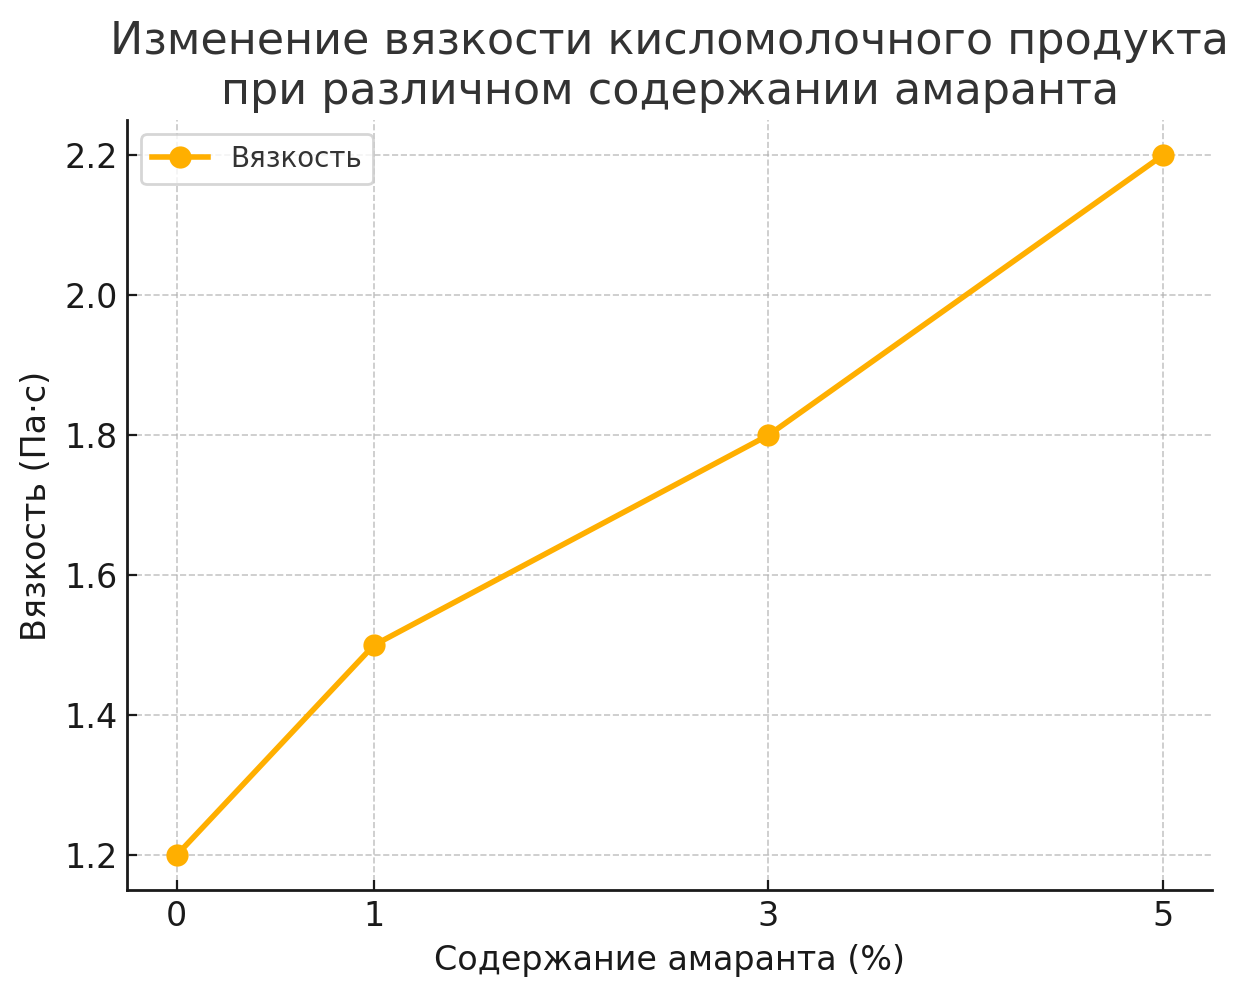 Изменение вязкости кисломолочного продукта
при различном содержании амаранта
Вязкость
2.2
2.0
1.8
1.6
1.4
1.2
Вязкость (Па·с)
0 1 3 5
Содержание амаранта (%)